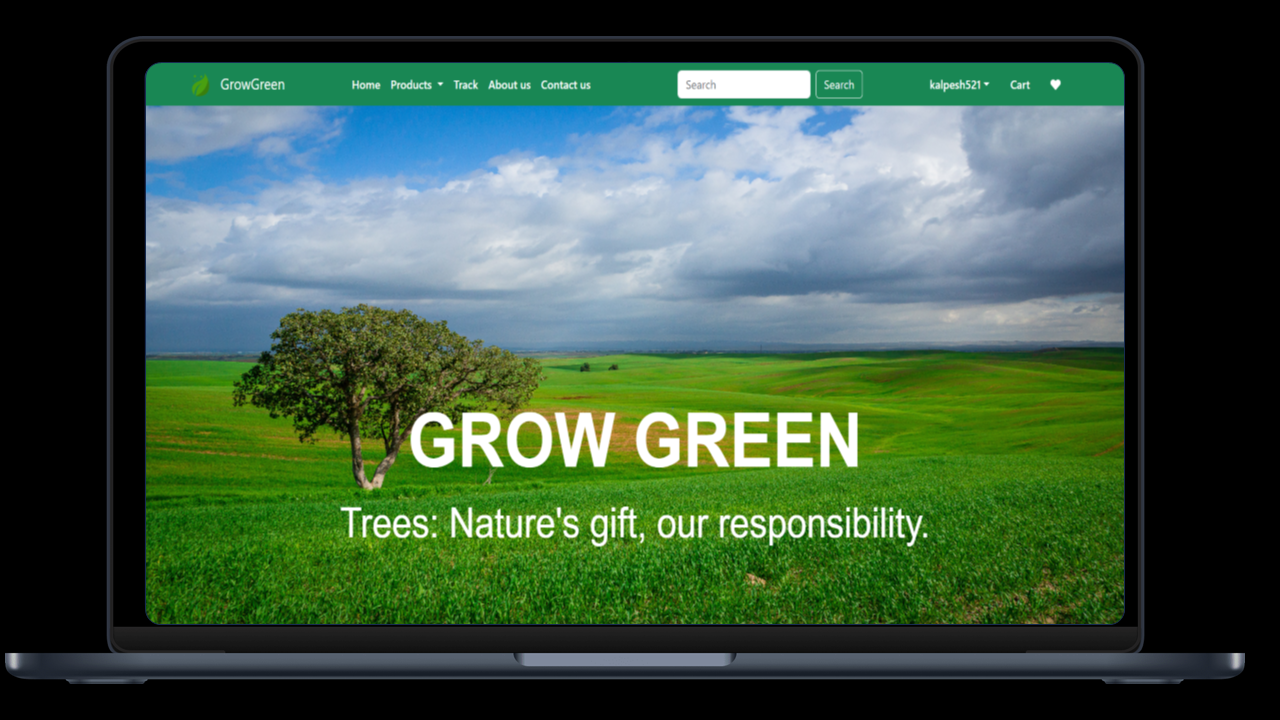 GrowGreen Home Products Track About us Contact us Search Search kalpesh521 Cart
GROW GREEN
Trees: Nature's gift, our responsibility.